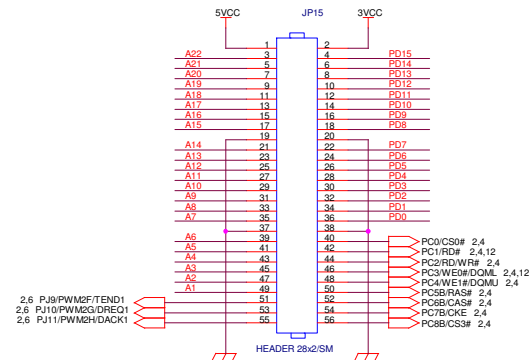 5VCC JP15 3VCC
1 2
A22 3 4 PD15
A21 5 6 PD14
A20 7 8 PD13
A19 9 10 PD12
A18 11 12 PD11
A17 13 14 PD10
A16 15 16 PD9
A15 17 18 PD8
19 20
A14 21 22 PD7
A13 23 24 PD6
A12 25 26 PD5
A11 27 28 PD4
A10 29 30 PD3
A9 31 32 PD2
A8 33 34 PD1
A7 35 36 PD0
37 38
A6 39 40 PC0/CS0# 2,4
A5 41 42 PC1/RD# 2,4,12
A4 43 44 PC2/RD/WR# 2,4
A3 45 46 PC3/WE0#/DQML 2,4,12
A2 47 48 PC4/WE1#/DQMU 2,4
A1 49 50 PC5B/RAS# 2,4
2,6 PJ9/PWM2F/TEND1 51 52 PC6B/CAS# 2,4
2,6 PJ10/PWM2G/DREQ1 53 54 PC7B/CKE 2,4
2,6 PJ11/PWM2H/DACK1 55 56 PC8B/CS3# 2,4
HEADER 28x2/SM